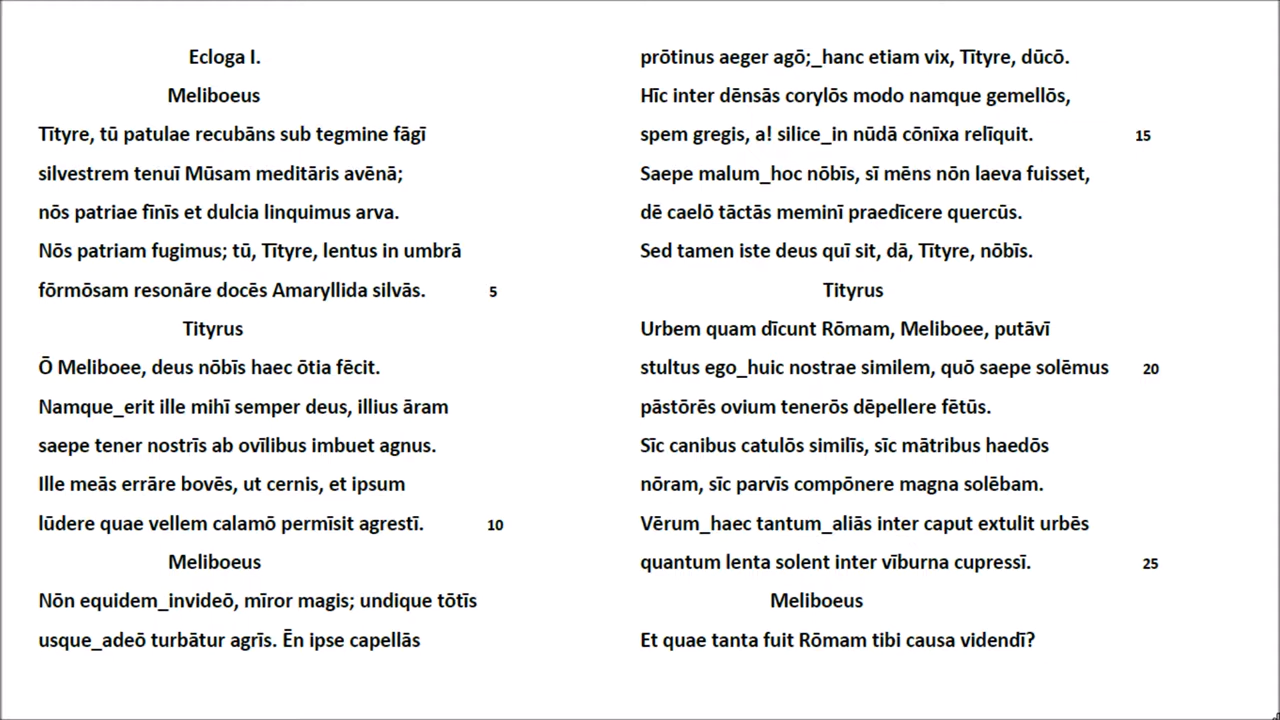 Ecloga I.
Meliboeus
Tītyre, tū patulae recubāns sub tegmine fāgī
silvestrem tenuī Mūsam meditāris avēnā;
nōs patriae fīnīs et dulcia linquimus arva.
Nōs patriam fugimus; tū, Tītyre, lentus in umbrā
fōrmōsam resonāre docēs Amaryllida silvās. 5
Tityrus
Ō Meliboee, deus nōbīs haec ōtia fēcit.
Namque_erit ille mihī semper deus, illius āram
saepe tener nostrīs ab ovīlibus imbuet agnus.
Ille meās errāre bovēs, ut cernis, et ipsum
lūdere quae vellem calamō permīsit agrestī. 10
Meliboeus
Nōn equidem_invideō, mīror magis; undique tōtīs
usque_adeō turbātur agrīs. Ēn ipse capellās
prōtinus aeger agō;_hanc etiam vix, Tītyre, dūcō.
Hīc inter dēnsās corylōs modo namque gemellōs,
spem gregis, a! silice_in nūdā cōnīxa relīquit. 15
Saepe malum_hoc nōbīs, sī mēns nōn laeva fuisset,
dē caelō tāctās meminī praedīcere quercūs.
Sed tamen iste deus quī sit, dā, Tītyre, nōbīs.
Tityrus
Urbem quam dīcunt Rōmam, Meliboee, putāvī
stultus ego_huic nostrae similem, quō saepe solēmus 20
pāstōrēs ovium tenerōs dēpellere fētūs.
Sīc canibus catulōs similīs, sīc mātribus haedōs
nōram, sīc parvīs compōnere magna solēbam.
Vērum_haec tantum_aliās inter caput extulit urbēs
quantum lenta solent inter vīburna cupressī. 25
Meliboeus
Et quae tanta fuit Rōmam tibi causa videndī?